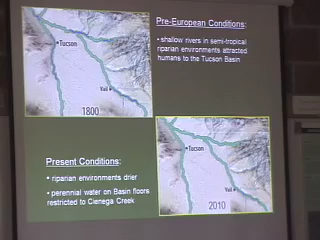 Pre-European Conditions:
• shallow rivers in semi-tropical
riparian environments attracted
humans to the Tucson Basin
Tucson
Vail
1800
Present Conditions:
• riparian environments drier
• perennial water on Basin floors
restricted to Cienega Creek
Tucson
Vail
2010